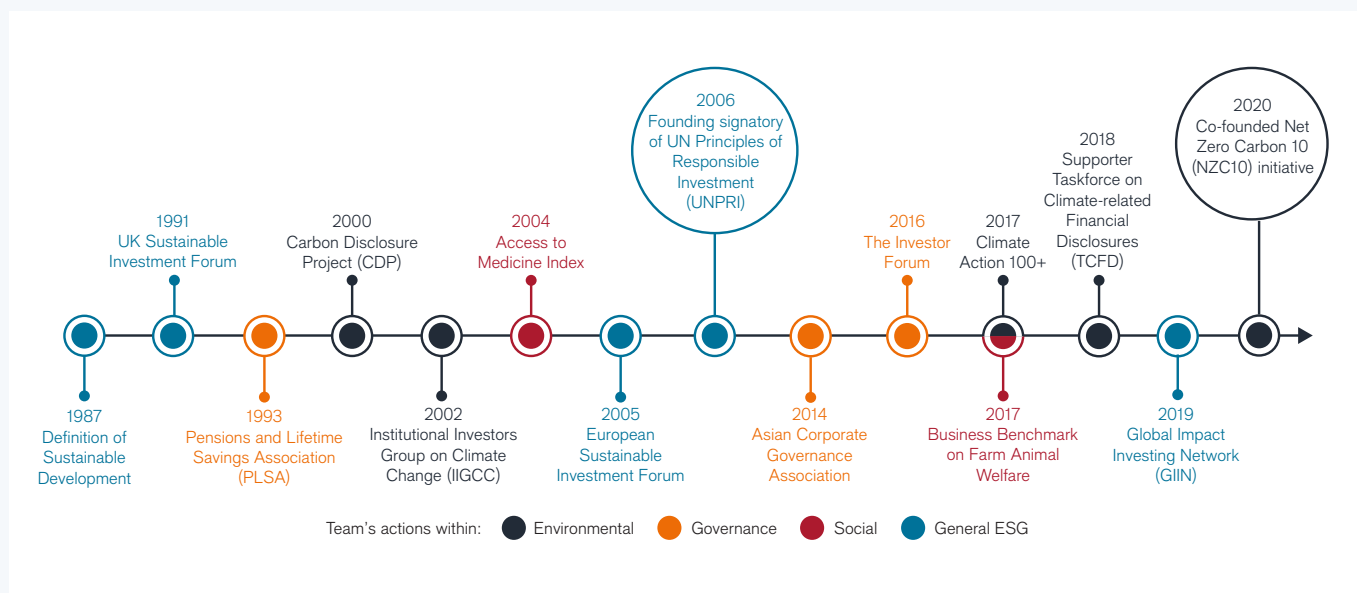 1987
Definition of
Sustainable
Development
1991
UK Sustainable
Investment Forum
1993
Pensions and Lifetime
Savings Association
(PLSA)
2000
Carbon Disclosure
Project (CDP)
2002
Institutional Investors
Group on Climate
Change (IIGCC)
2004
Access to
Medicine Index
2005
European
Sustainable
Investment Forum
2006
Founding signatory
of UN Principles of
Responsible
Investment
(UNPRI)
2014
Asian Corporate
Governance
Association
2016
The Investor
Forum
2017
Climate
Action 100+
2017
Business Benchmark
on Farm Animal
Welfare
2018
Supporter
Taskforce on
Climate-related
Financial
Disclosures
(TCFD)
2019
Global Impact
Investing Network
(GIIN)
2020
Co-founded Net
Zero Carbon 10
(NZC10) initiative
Team's actions within: Environmental Governance Social General ESG